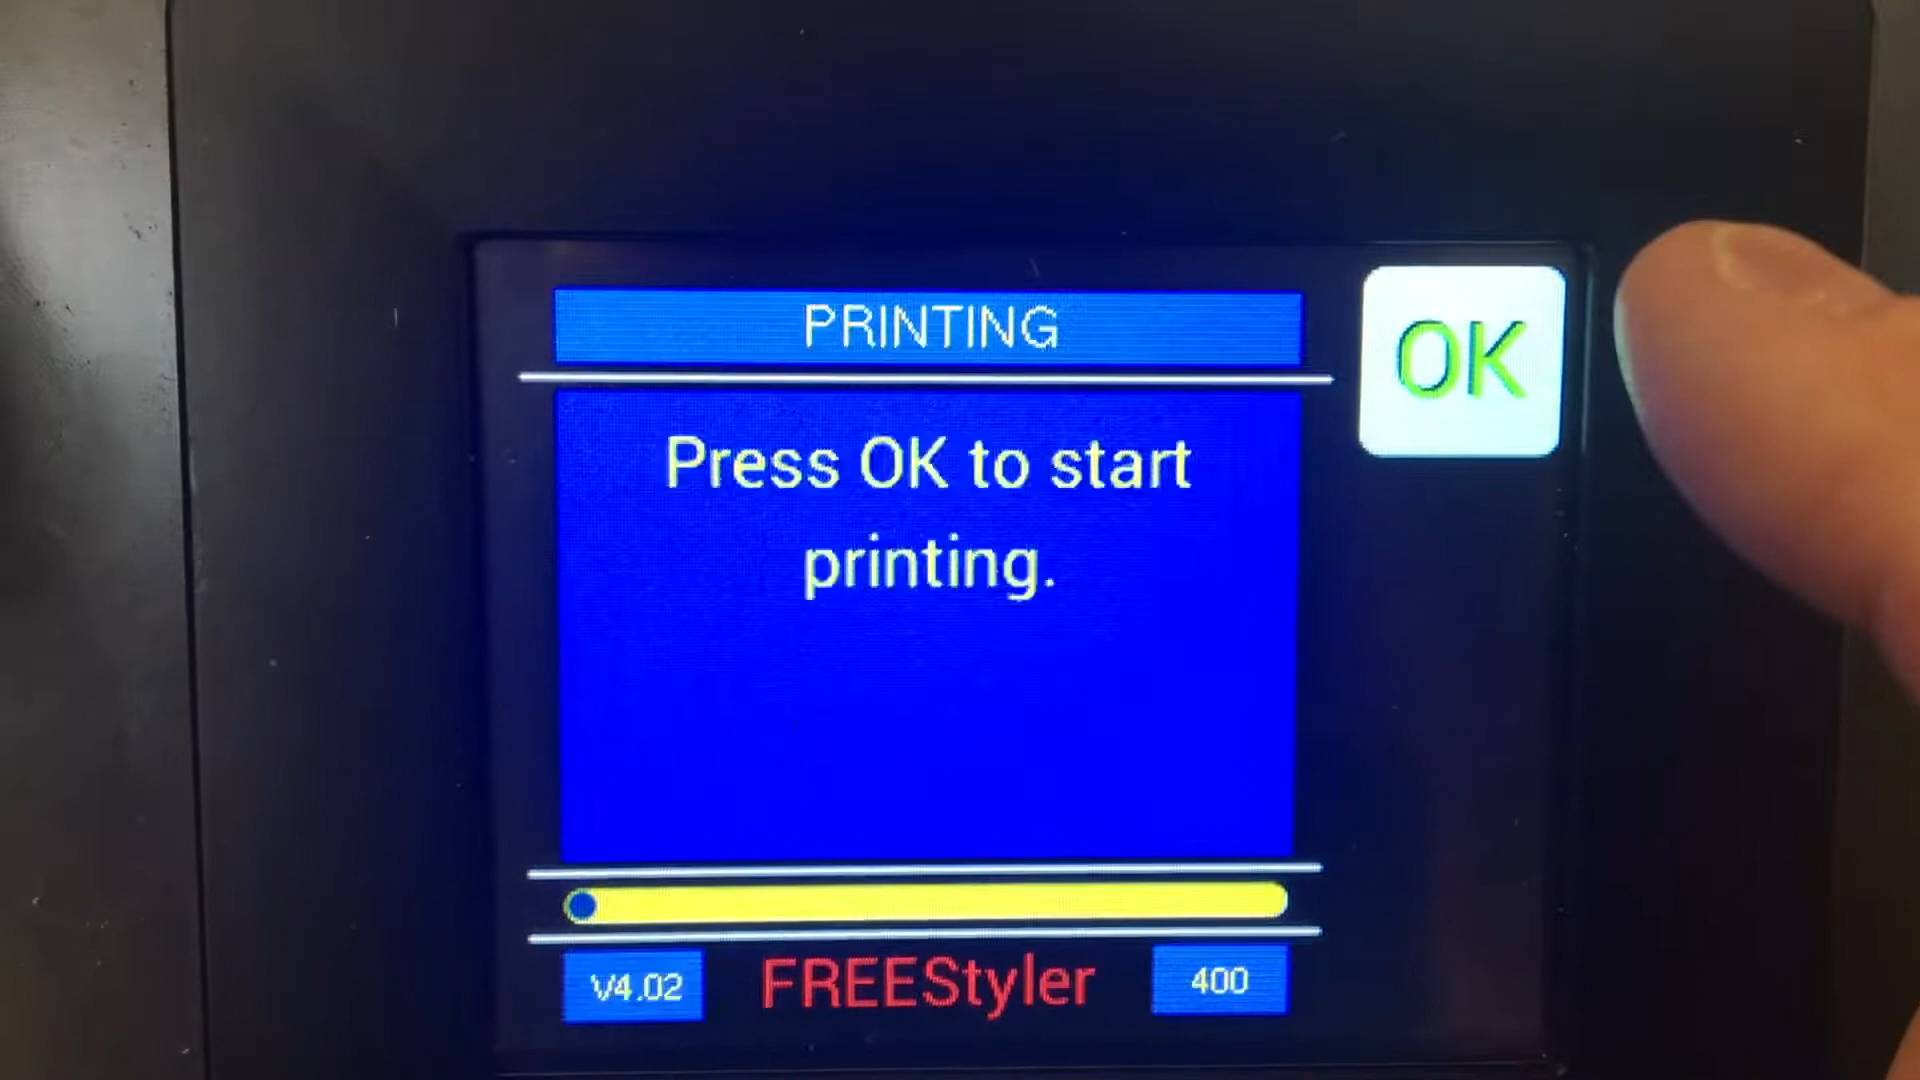 PRINTING
OK
Press OK to start
printing.
V4.02
FREEStyler
400